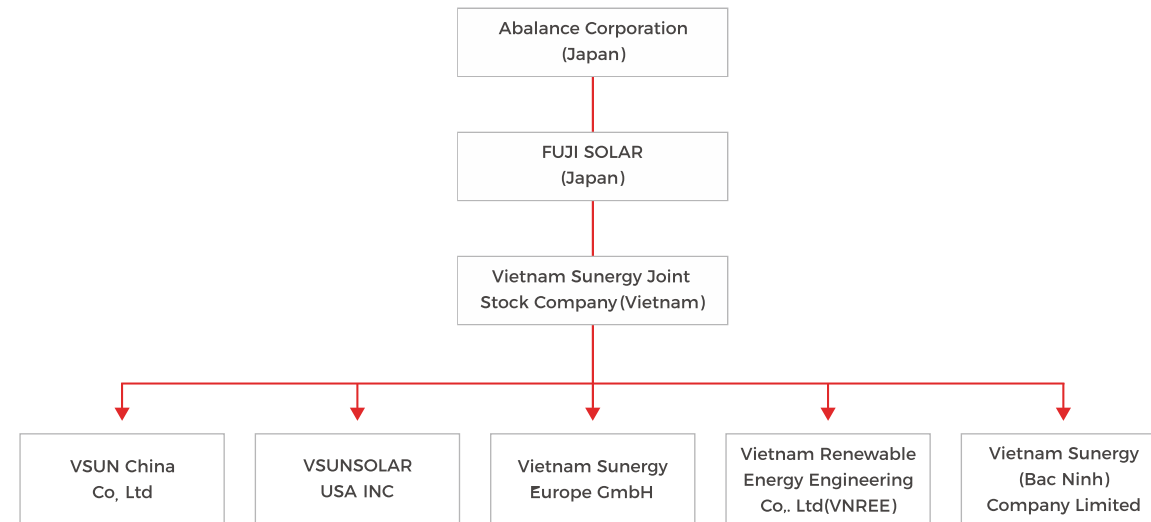 Abalance Corporation
(Japan)
FUJI SOLAR
(Japan)
Vietnam Sunergy Joint
Stock Company(Vietnam)
VSUN China
Co, Ltd
VSUNSOLAR
USA INC
Vietnam Sunergy
Europe GmbH
Vietnam Renewable
Energy Engineering
Co,. Ltd(VNREE)
Vietnam Sunergy
(Bac Ninh)
Company Limited